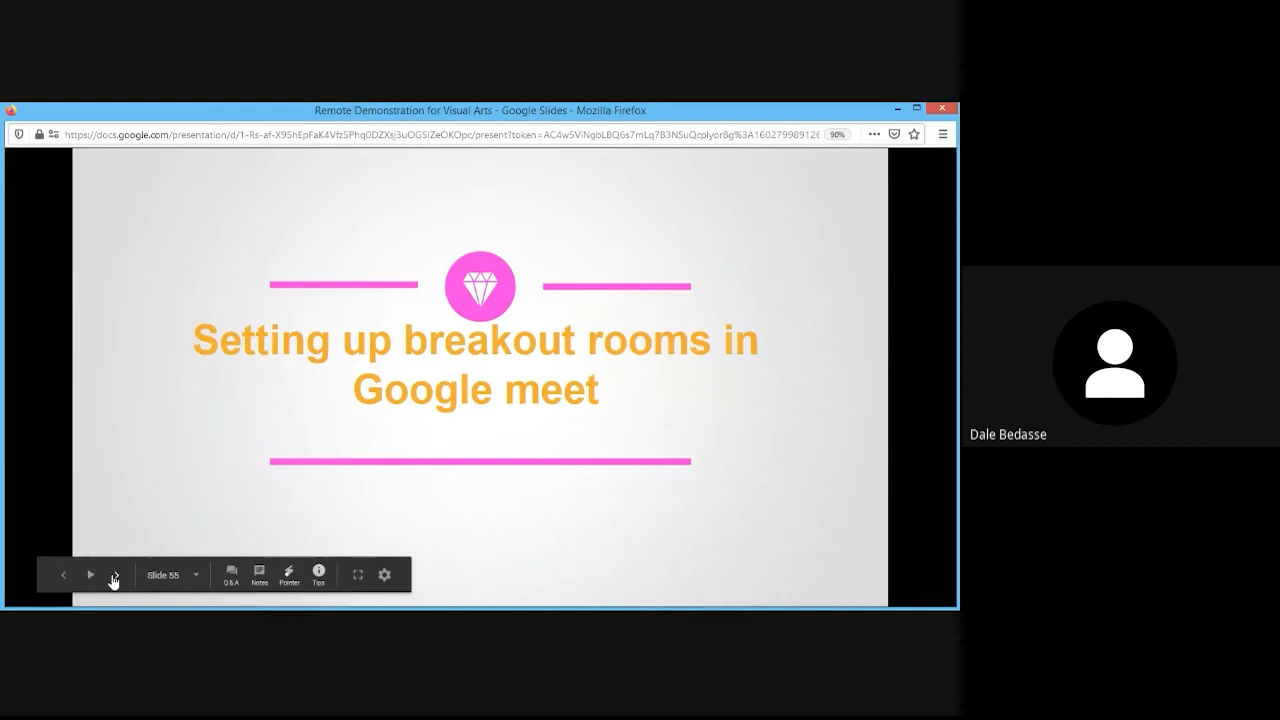 Remote Demonstration for Visual Arts - Google Slides - Mozilla Firefox
90%
Setting up breakout rooms in
Google meet
Dale Bedasse
Slide 55
Q & A
Notes
Pointer
Tips